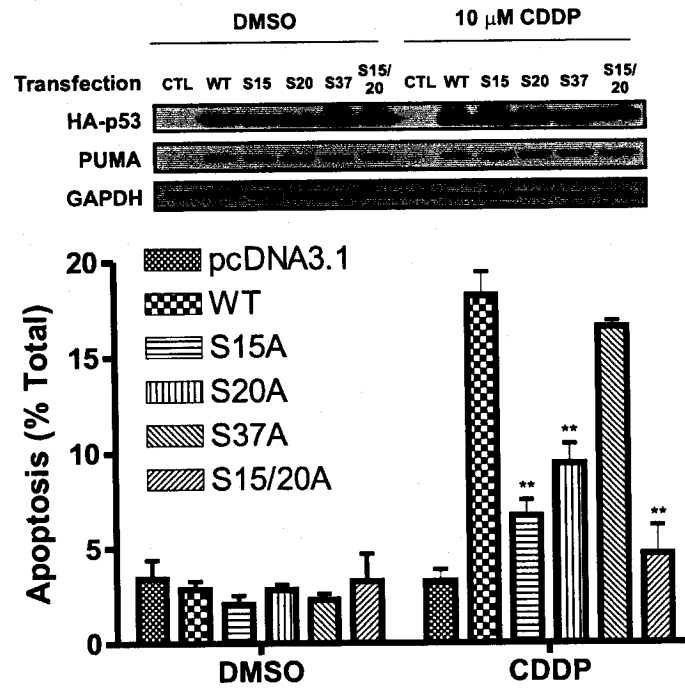 DMSO 10 μM CDDP
Transfection CTL WT S15 S20 S37 S15/20 CTL WT S15 S20 S37 S15/20
HA-p53
PUMA
GAPDH
20
15
10
5
0
Apoptosis (% Total)
pcDNA3.1
WT
S15A
S20A
S37A
S15/20A
**
**
**
DMSO CDDP